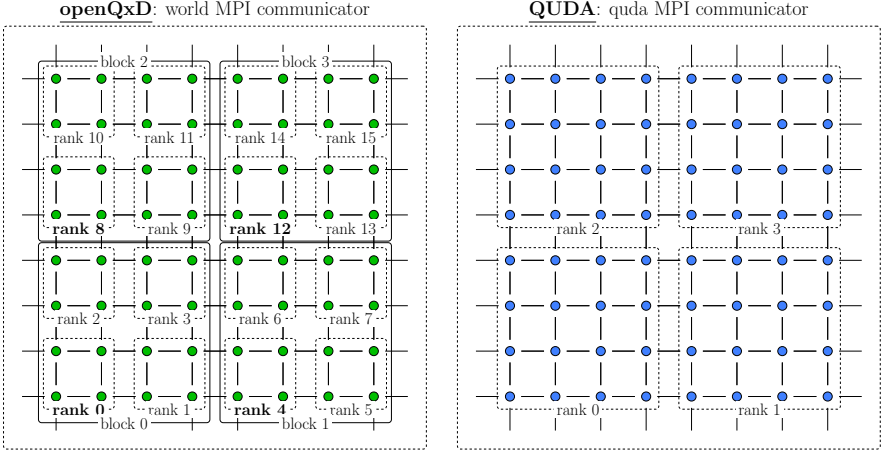 openQxD: world MPI communicator
block 2
block 3
rank 10
rank 11
rank 14
rank 15
rank 8
rank 9
rank 12
rank 13
rank 2
rank 3
rank 6
rank 7
rank 0
rank 1
rank 4
rank 5
block 0
block 1
QUDA: quda MPI communicator
rank 2
rank 3
rank 0
rank 1